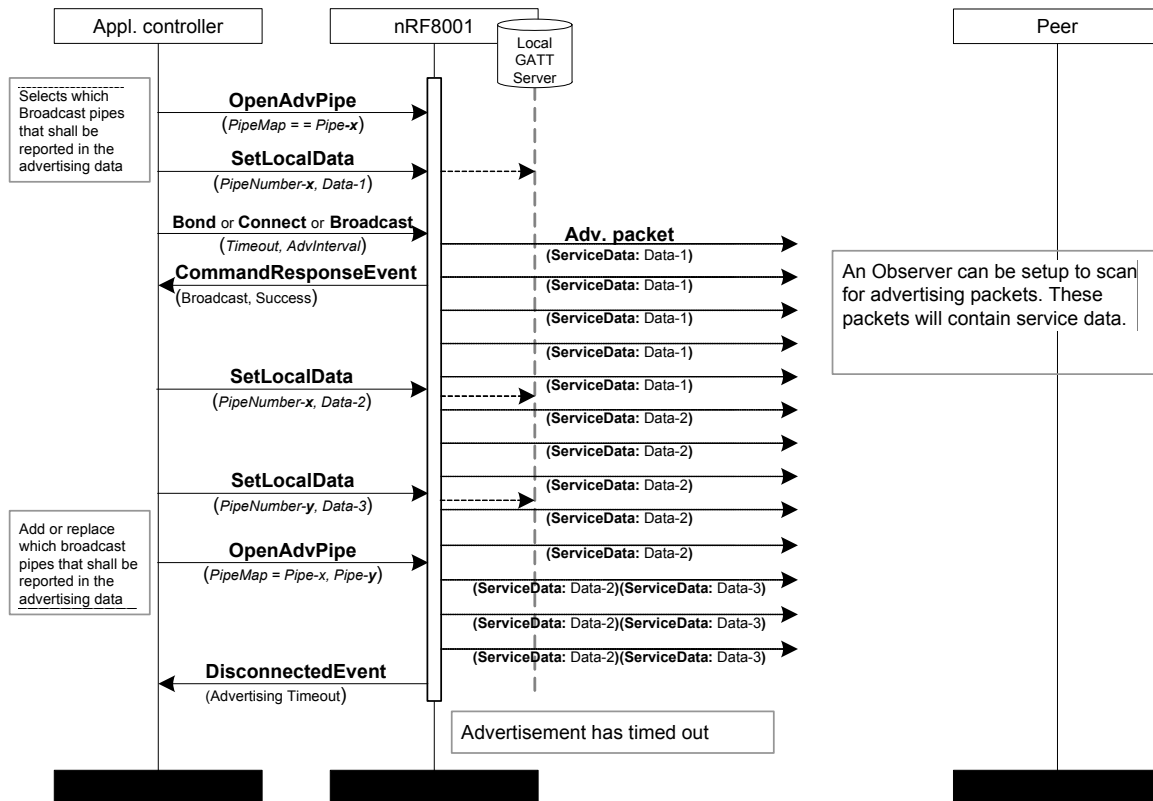 Appl. controller
nRF8001
Peer
Local
GATT
Server
Selects which
Broadcast pipes
that shall be
reported in the
advertising data
OpenAdvPipe
(PipeMap = = Pipe-x)
SetLocalData
(PipeNumber-x, Data-1)
Bond or Connect or Broadcast
(Timeout, AdvInterval)
Adv. packet
(ServiceData: Data-1)
CommandResponseEvent
(Broadcast, Success)
(ServiceData: Data-1)
(ServiceData: Data-1)
(ServiceData: Data-1)
An Observer can be setup to scan
for advertising packets. These
packets will contain service data.
SetLocalData
(PipeNumber-x, Data-2)
(ServiceData: Data-1)
(ServiceData: Data-2)
(ServiceData: Data-2)
SetLocalData
(PipeNumber-y, Data-3)
(ServiceData: Data-2)
(ServiceData: Data-2)
Add or replace
which broadcast
pipes that shall be
reported in the
advertising data
OpenAdvPipe
(PipeMap = Pipe-x, Pipe-y)
(ServiceData: Data-2)
(ServiceData: Data-2)(ServiceData: Data-3)
(ServiceData: Data-2)(ServiceData: Data-3)
(ServiceData: Data-2)(ServiceData: Data-3)
DisconnectedEvent
(Advertising Timeout)
Advertisement has timed out